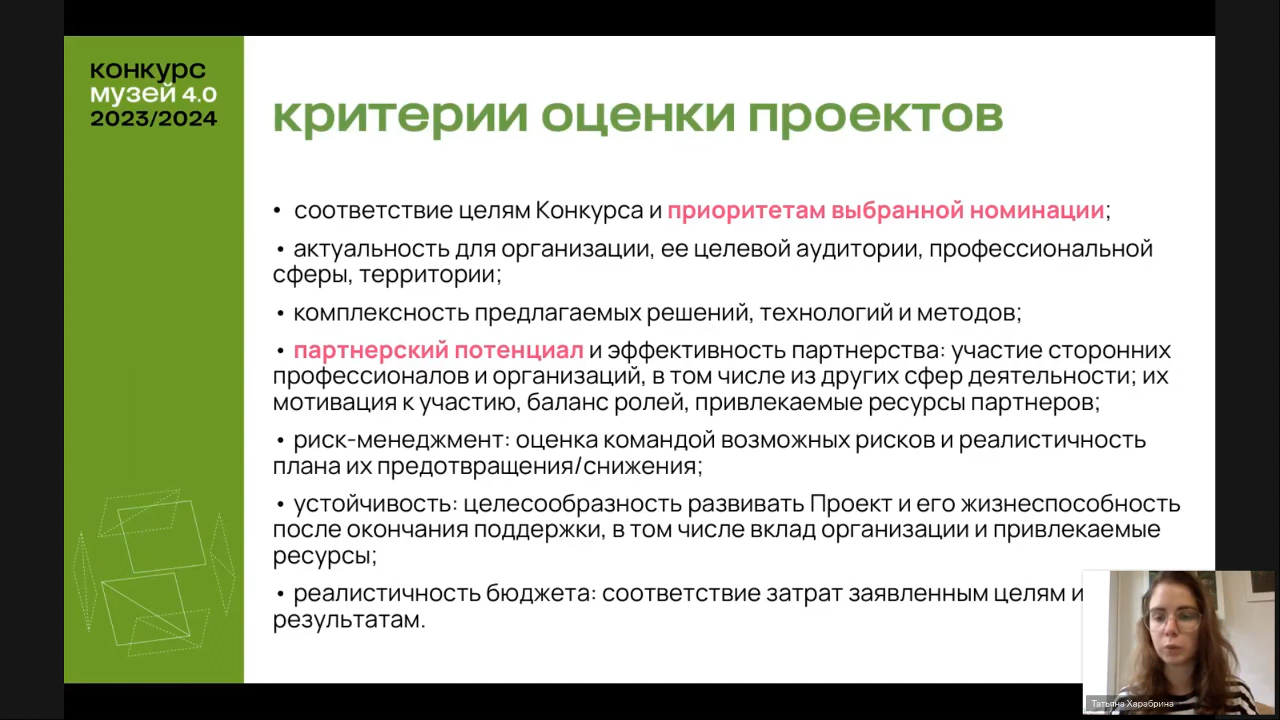 конкурс
музей 4.0
2023/2024
критерии оценки проектов
• соответствие целям Конкурса и приоритетам выбранной номинации;
• актуальность для организации, ее целевой аудитории, профессиональной
сферы, территории;
• комплексность предлагаемых решений, технологий и методов;
• партнерский потенциал и эффективность партнерства: участие сторонних
профессионалов и организаций, в том числе из других сфер деятельности; их
мотивация к участию, баланс ролей, привлекаемые ресурсы партнеров;
• риск-менеджмент: оценка командой возможных рисков и реалистичность
плана их предотвращения/снижения;
• устойчивость: целесообразность развивать Проект и его жизнеспособность
после окончания поддержки, в том числе вклад организации и привлекаемые
ресурсы;
• реалистичность бюджета: соответствие затрат заявленным целям и
результатам.
Татьяна Харабрина